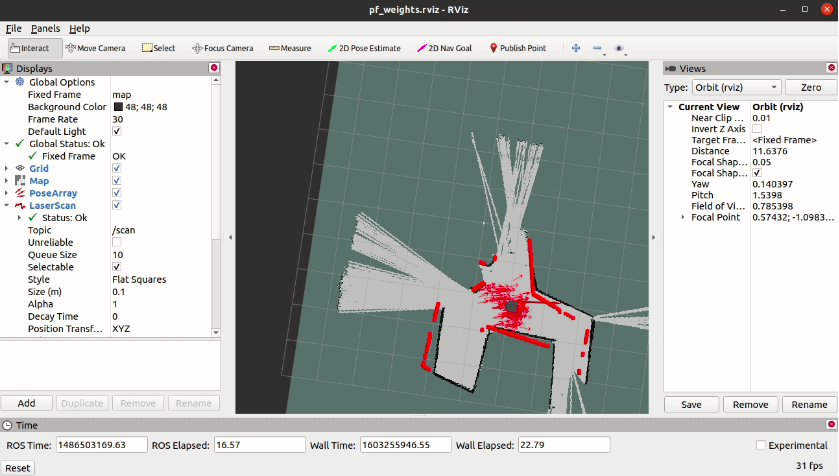 pf_weights.rviz - RViz
File Panels Help
Interact Move Camera Select Focus Camera Measure 2D Pose Estimate 2D Nav Goal Publish Point
Displays
Global Options
Fixed Frame map
Background Color 48; 48; 48
Frame Rate 30
Default Light
Global Status: Ok
Fixed Frame OK
Grid
Map
PoseArray
LaserScan
Status: Ok
Topic /scan
Unreliable
Queue Size 10
Selectable
Style Flat Squares
Size (m) 0.1
Alpha 1
Decay Time 0
Position Transf... XYZ
Add Duplicate Remove Rename
Views
Type: Orbit (rviz) Zero
Current View Orbit (rviz)
Near Clip ... 0.01
Invert Z Axis
Target Fra... <Fixed Frame>
Distance 11.6376
Focal Shap... 0.05
Focal Shap...
Yaw 0.140397
Pitch 1.5398
Field of Vi... 0.785398
Focal Point 0.57432; -1.0983...
Save Remove Rename
Time
ROS Time: 1486503169.63 ROS Elapsed: 16.57 Wall Time: 1603255946.55 Wall Elapsed: 22.79 Experimental
Reset 31 fps